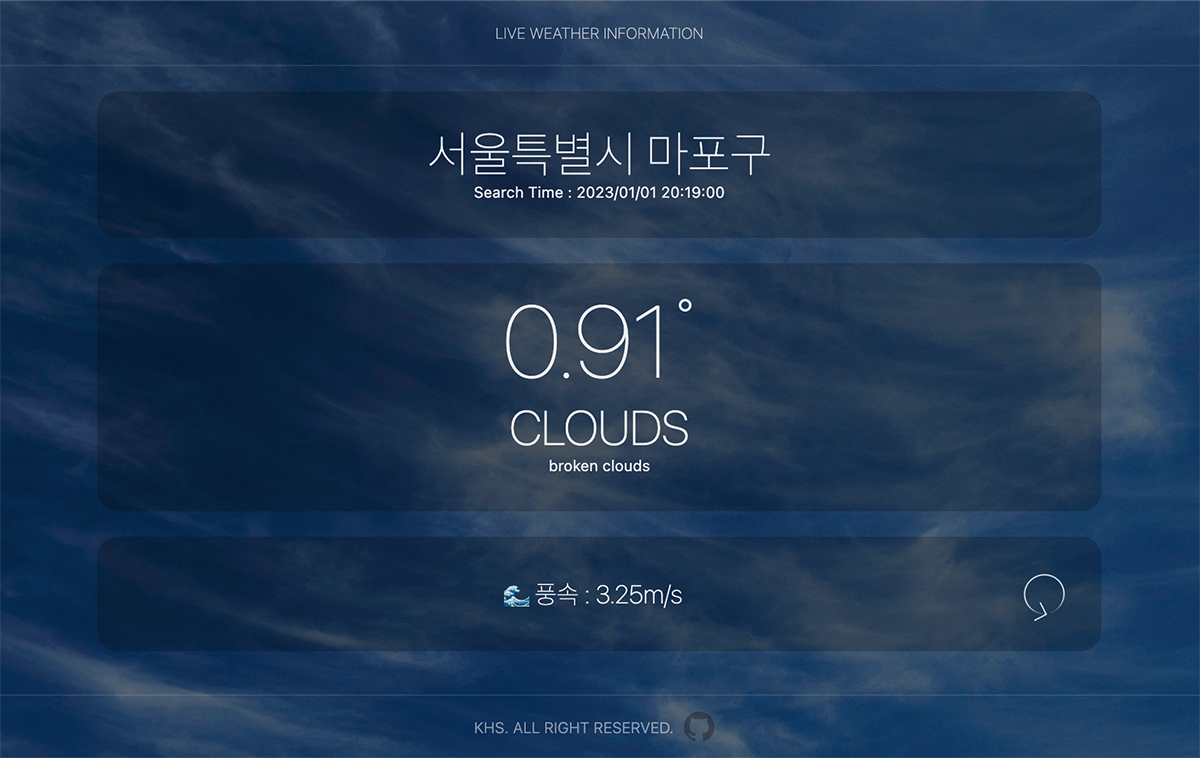 LIVE WEATHER INFORMATION
서울특별시 마포구
Search Time : 2023/01/01 20:19:00
0.91°
CLOUDS
broken clouds
🌊 풍속 : 3.25m/s
KHS. ALL RIGHT RESERVED.